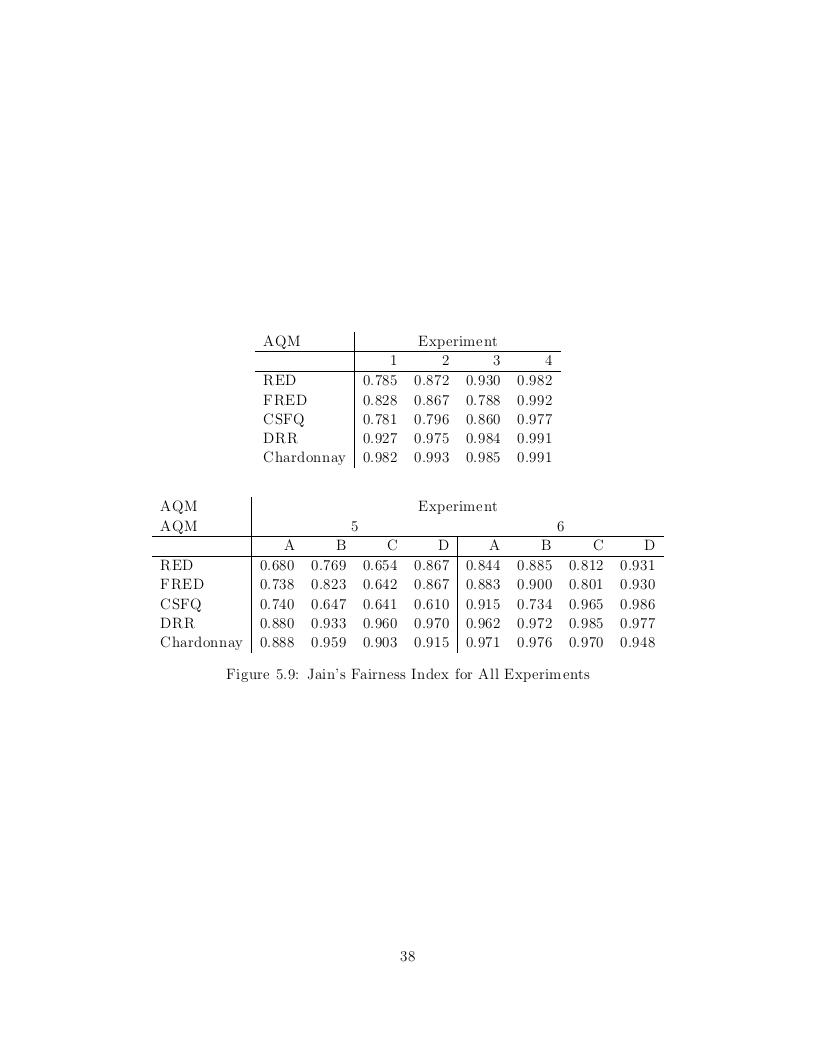 AQM Experiment
1 2 3 4
RED 0.785 0.872 0.930 0.982
FRED 0.828 0.867 0.788 0.992
CSFQ 0.781 0.796 0.860 0.977
DRR 0.927 0.975 0.984 0.991
Chardonnay 0.982 0.993 0.985 0.991
AQM Experiment
AQM 5 6
A B C D A B C D
RED 0.680 0.769 0.654 0.867 0.844 0.885 0.812 0.931
FRED 0.738 0.823 0.642 0.867 0.883 0.900 0.801 0.930
CSFQ 0.740 0.647 0.641 0.610 0.915 0.734 0.965 0.986
DRR 0.880 0.933 0.960 0.970 0.962 0.972 0.985 0.977
Chardonnay 0.888 0.959 0.903 0.915 0.971 0.976 0.970 0.948
Figure 5.9: Jain's Fairness Index for All Experiments
38